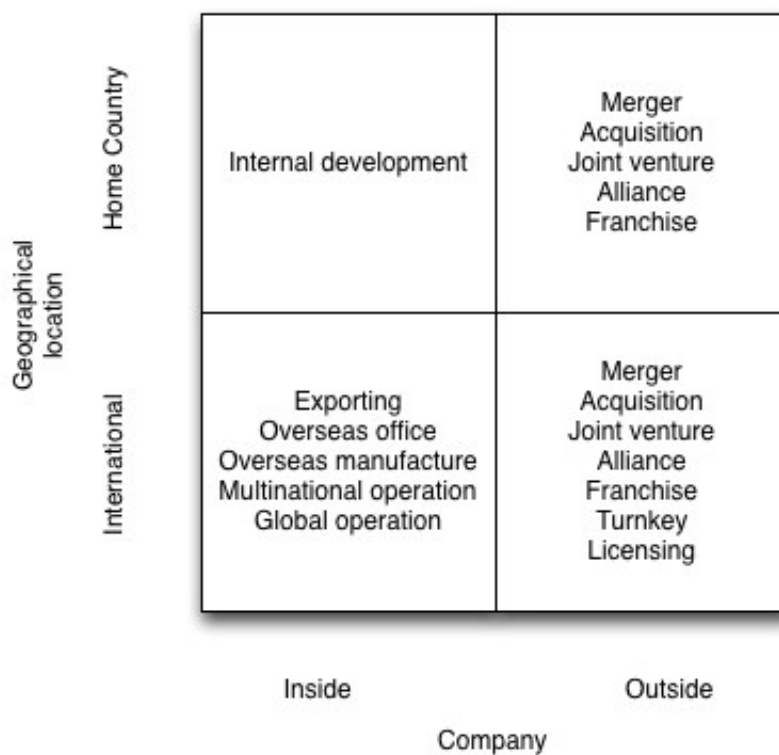 Geographical
location
Home Country
Internal development
Merger
Acquisition
Joint venture
Alliance
Franchise
International
Exporting
Overseas office
Overseas manufacture
Multinational operation
Global operation
Merger
Acquisition
Joint venture
Alliance
Franchise
Turnkey
Licensing
Inside
Outside
Company